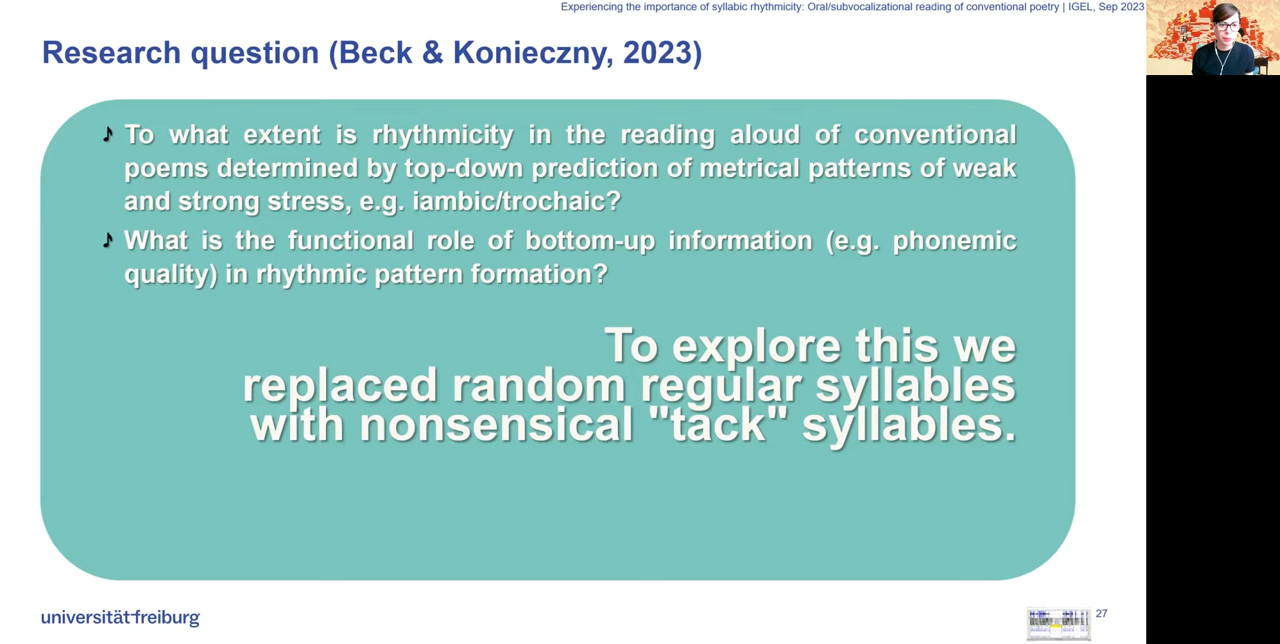 Experiencing the importance of syllabic rhythmicity: Oral/subvocalizational reading of conventional poetry | IGEL, Sep 2023
Research question (Beck & Konieczny, 2023)
♪ To what extent is rhythmicity in the reading aloud of conventional
poems determined by top-down prediction of metrical patterns of weak
and strong stress, e.g. iambic/trochaic?
♪ What is the functional role of bottom-up information (e.g. phonemic
quality) in rhythmic pattern formation?
To explore this we
replaced random regular syllables
with nonsensical "tack" syllables.
universität freiburg
27